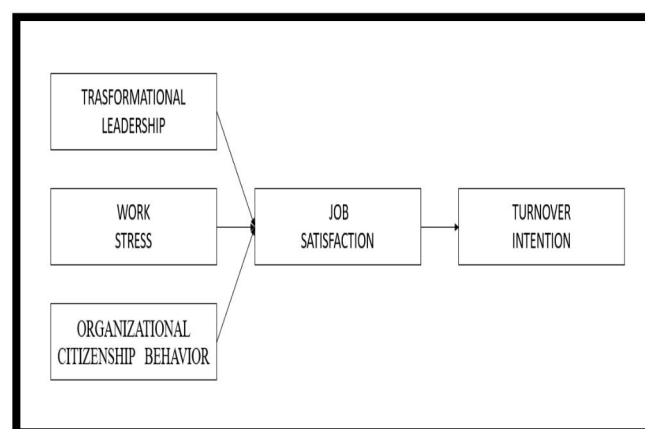 TRASFORMATIONAL
LEADERSHIP
WORK
STRESS
JOB
SATISFACTION
TURNOVER
INTENTION
ORGANIZATIONAL
CITIZENSHIP BEHAVIOR